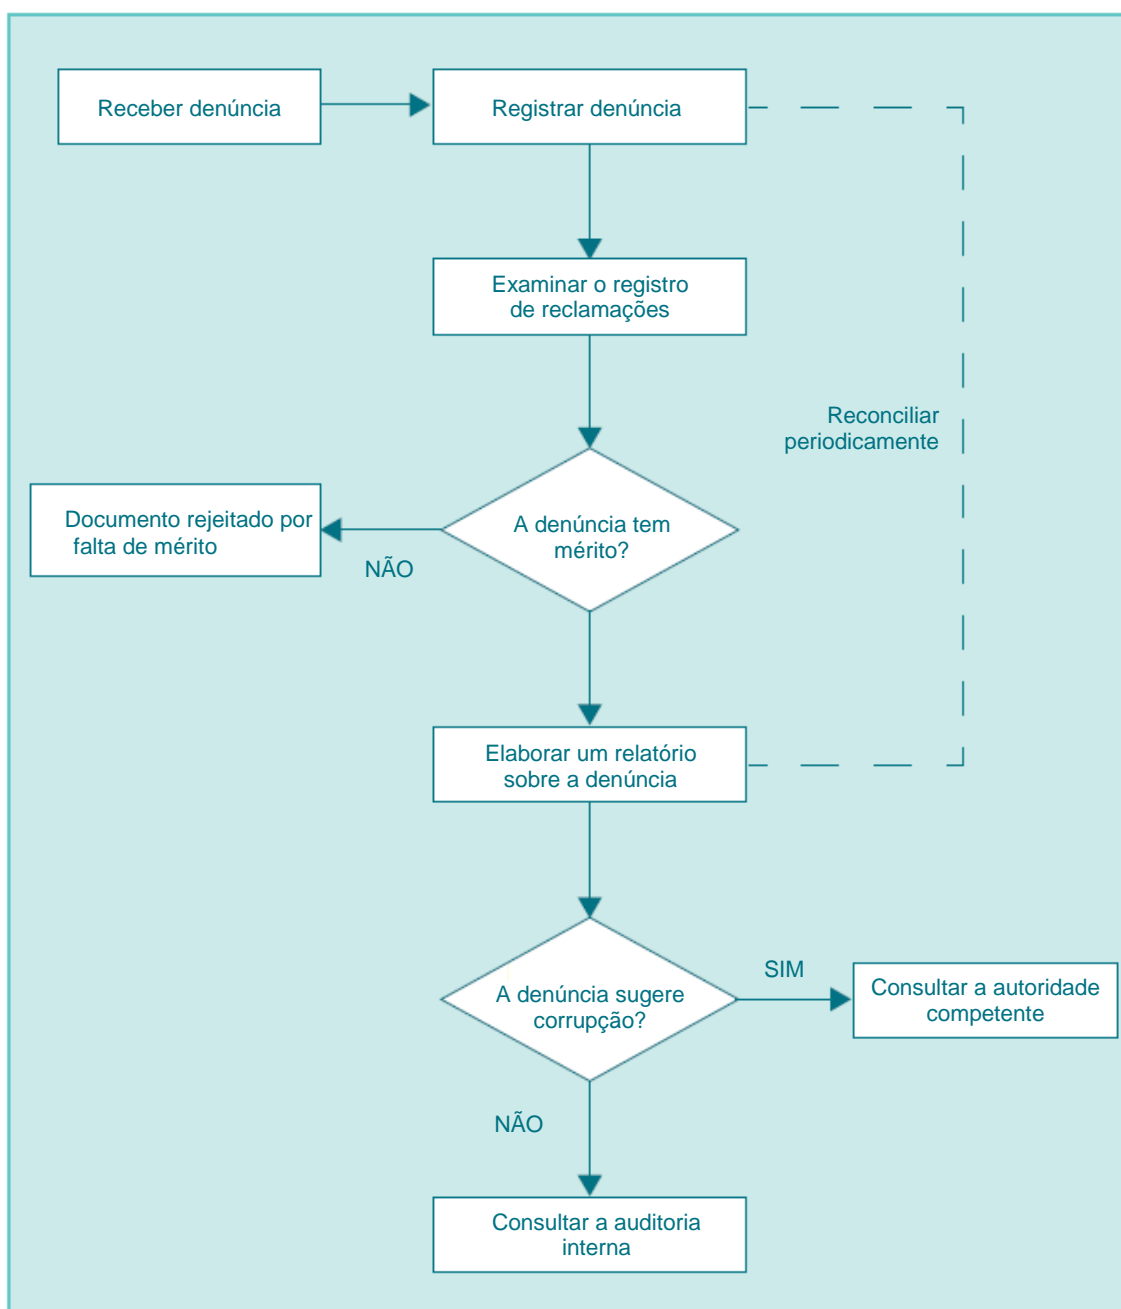 Receber denúncia
Registrar denúncia
Examinar o registro
de reclamações
Reconciliar
periodicamente
A denúncia tem
mérito?
Documento rejeitado por
falta de mérito
NÃO
Elaborar um relatório
sobre a denúncia
A denúncia sugere
corrupção?
SIM
Consultar a autoridade
competente
NÃO
Consultar a auditoria
interna